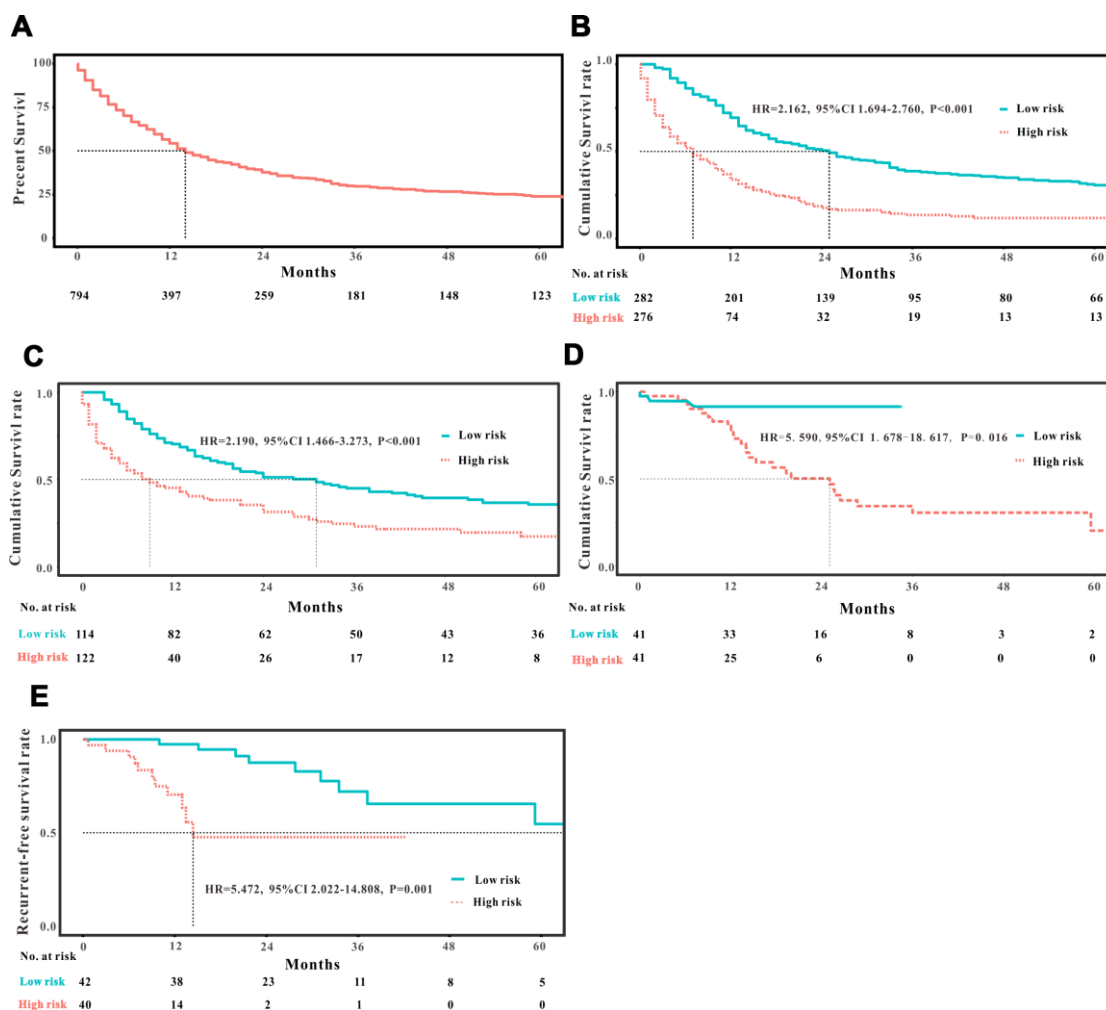 A
Precent Survivl
100
75
50
25
0
0 12 24 36 48 60
Months
794 397 259 181 148 123
B
Cumulative Survivl rate
1.0
0.5
0.0
HR=2.162, 95%CI 1.694-2.760, P<0.001
Low risk
High risk
0 12 24 36 48 60
Months
No. at risk
Low risk 282 201 139 95 80 66
High risk 276 74 32 19 13 13
C
Cumulative Survivl rate
1.0
0.5
0.0
HR=2.190, 95%CI 1.466-3.273, P<0.001
Low risk
High risk
0 12 24 36 48 60
Months
No. at risk
Low risk 114 82 62 50 43 36
High risk 122 40 26 17 12 8
D
Cumulative Survivl rate
1.0
0.5
0.0
HR=5. 590, 95%CI 1. 678-18. 617, P=0. 016
Low risk
High risk
0 12 24 36 48 60
Months
No. at risk
Low risk 41 33 16 8 3 2
High risk 41 25 6 0 0 0
E
Recurrent-free survival rate
1.0
0.5
0.0
HR=5.472, 95%CI 2.022-14.808, P=0.001
Low risk
High risk
0 12 24 36 48 60
Months
No. at risk
Low risk 42 38 23 11 8 5
High risk 40 14 2 1 0 0